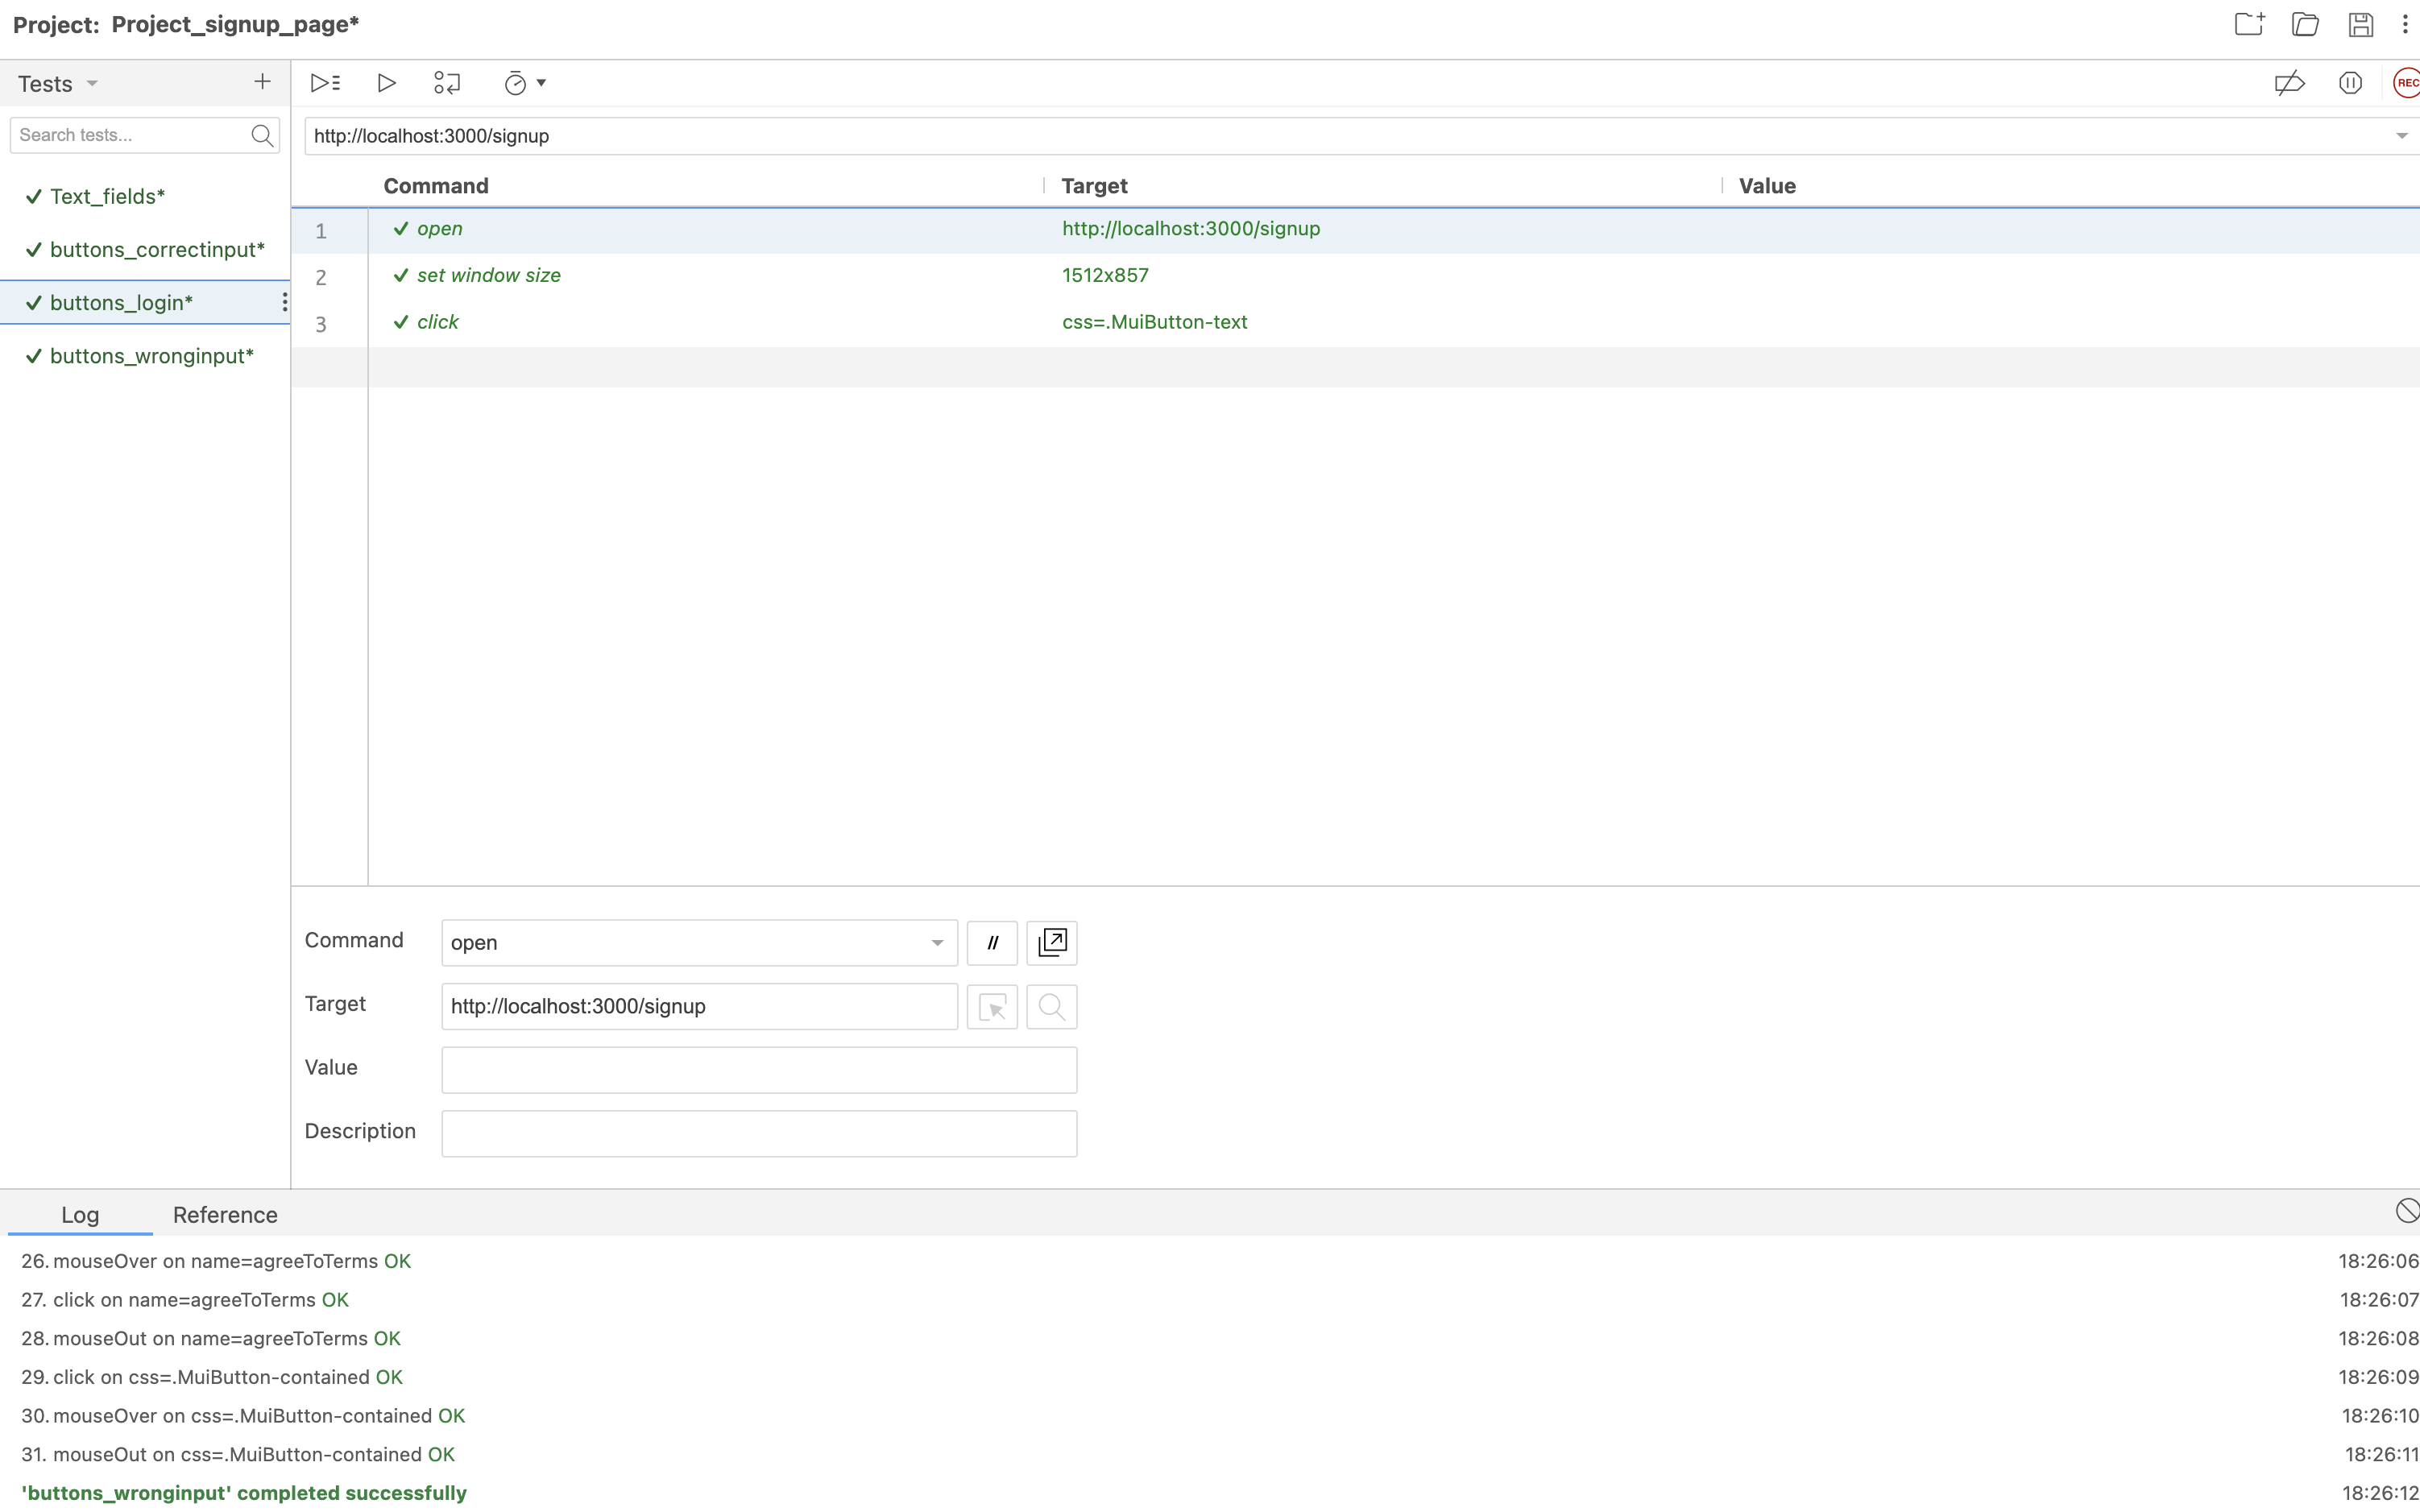 Project: Project_signup_page*
Tests
REC
Search tests...
http://localhost:3000/signup
Text_fields*
buttons_correctinput*
buttons_login*
buttons_wronginput*
Command Target Value
1 open http://localhost:3000/signup
2 set window size 1512x857
3 click css=.MuiButton-text
Command open //
Target http://localhost:3000/signup
Value
Description
Log Reference
26. mouseOver on name=agreeToTerms OK 18:26:06
27. click on name=agreeToTerms OK 18:26:07
28. mouseOut on name=agreeToTerms OK 18:26:08
29. click on css=.MuiButton-contained OK 18:26:09
30. mouseOver on css=.MuiButton-contained OK 18:26:10
31. mouseOut on css=.MuiButton-contained OK 18:26:11
'buttons_wronginput' completed successfully 18:26:12